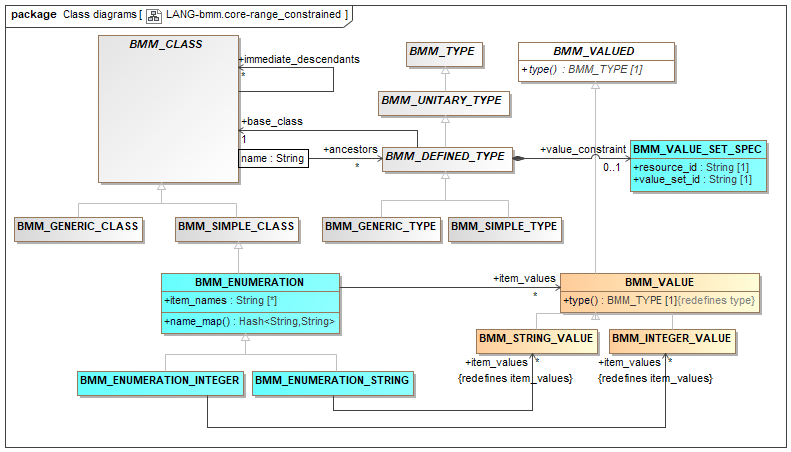 package Class diagrams [ LANG-bmm.core-range_constrained ]
BMM_CLASS
+immediate_descendants
*
BMM_TYPE
BMM_VALUED
+type() : BMM_TYPE [1]
BMM_UNITARY_TYPE
+base_class
1
name : String
+ancestors
*
BMM_DEFINED_TYPE
+value_constraint
0..1
BMM_VALUE_SET_SPEC
+resource_id : String [1]
+value_set_id : String [1]
BMM_GENERIC_CLASS
BMM_SIMPLE_CLASS
BMM_GENERIC_TYPE
BMM_SIMPLE_TYPE
BMM_ENUMERATION
+item_names : String [*]
+name_map() : Hash<String,String>
+item_values
*
BMM_VALUE
+type() : BMM_TYPE [1]{redefines type}
BMM_STRING_VALUE
BMM_INTEGER_VALUE
+item_values *
{redefines item_values}
+item_values *
{redefines item_values}
BMM_ENUMERATION_INTEGER
BMM_ENUMERATION_STRING